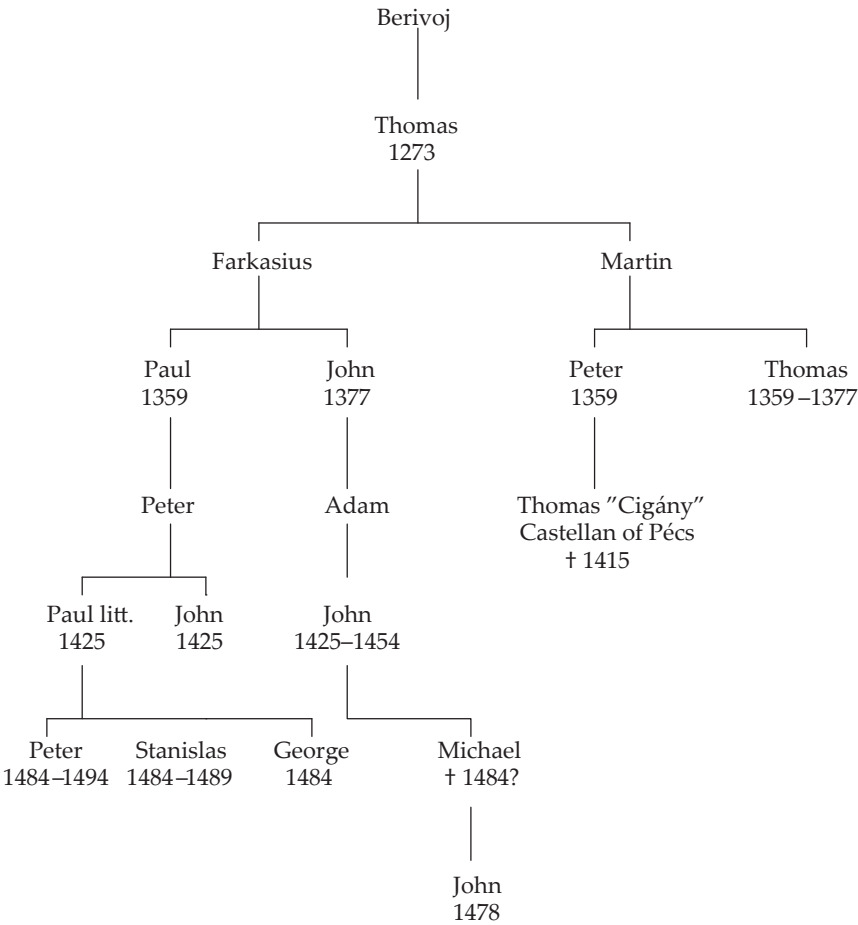 Berivoj
Thomas
1273
Farkasius
Martin
Paul
1359
John
1377
Peter
1359
Thomas
1359–1377
Peter
Adam
Thomas ”Cigány”
Castellan of Pécs
† 1415
Paul litt.
1425
John
1425
John
1425–1454
Peter
1484–1494
Stanislas
1484–1489
George
1484
Michael
† 1484?
John
1478